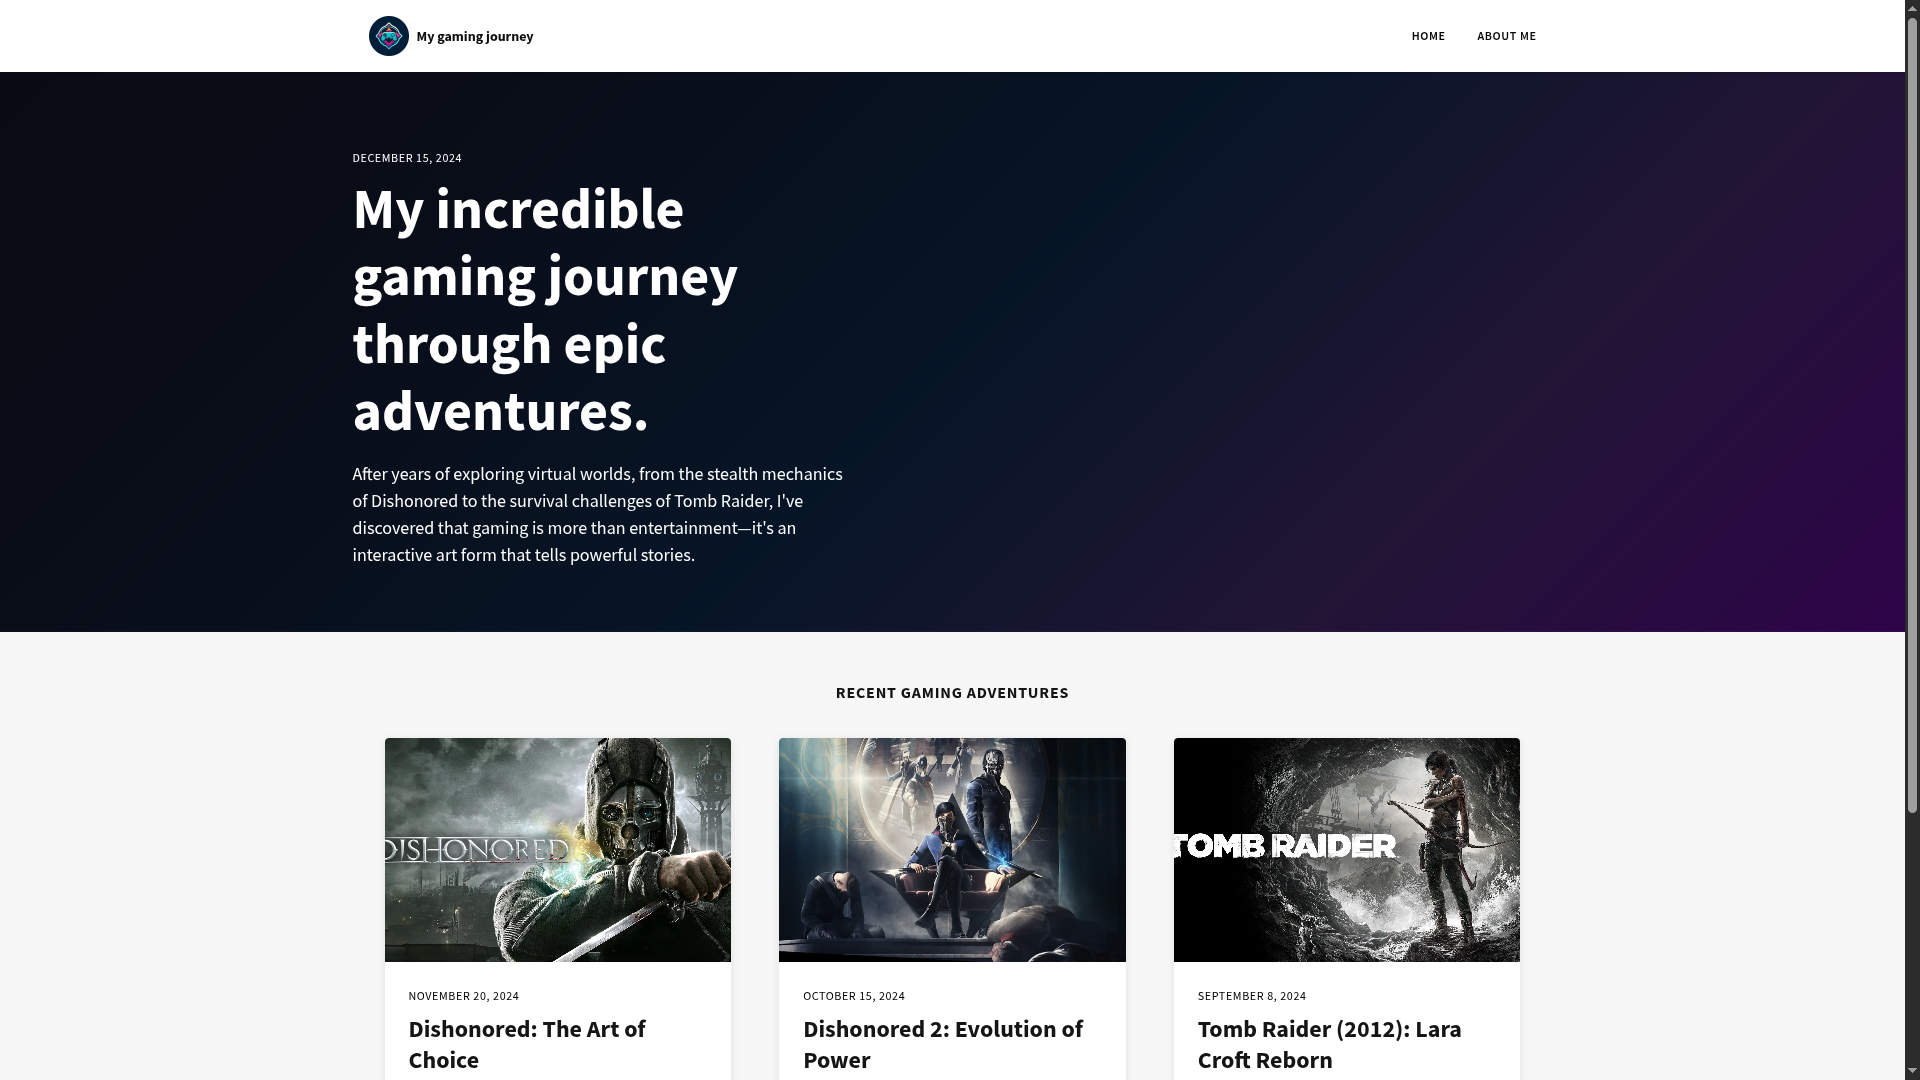 My gaming journey
HOME
ABOUT ME
DECEMBER 15, 2024
My incredible
gaming journey
through epic
adventures.
After years of exploring virtual worlds, from the stealth mechanics
of Dishonored to the survival challenges of Tomb Raider, I've
discovered that gaming is more than entertainment—it's an
interactive art form that tells powerful stories.
RECENT GAMING ADVENTURES
DISHONORED
TOMB RAIDER
NOVEMBER 20, 2024
Dishonored: The Art of
Choice
OCTOBER 15, 2024
Dishonored 2: Evolution of
Power
SEPTEMBER 8, 2024
Tomb Raider (2012): Lara
Croft Reborn